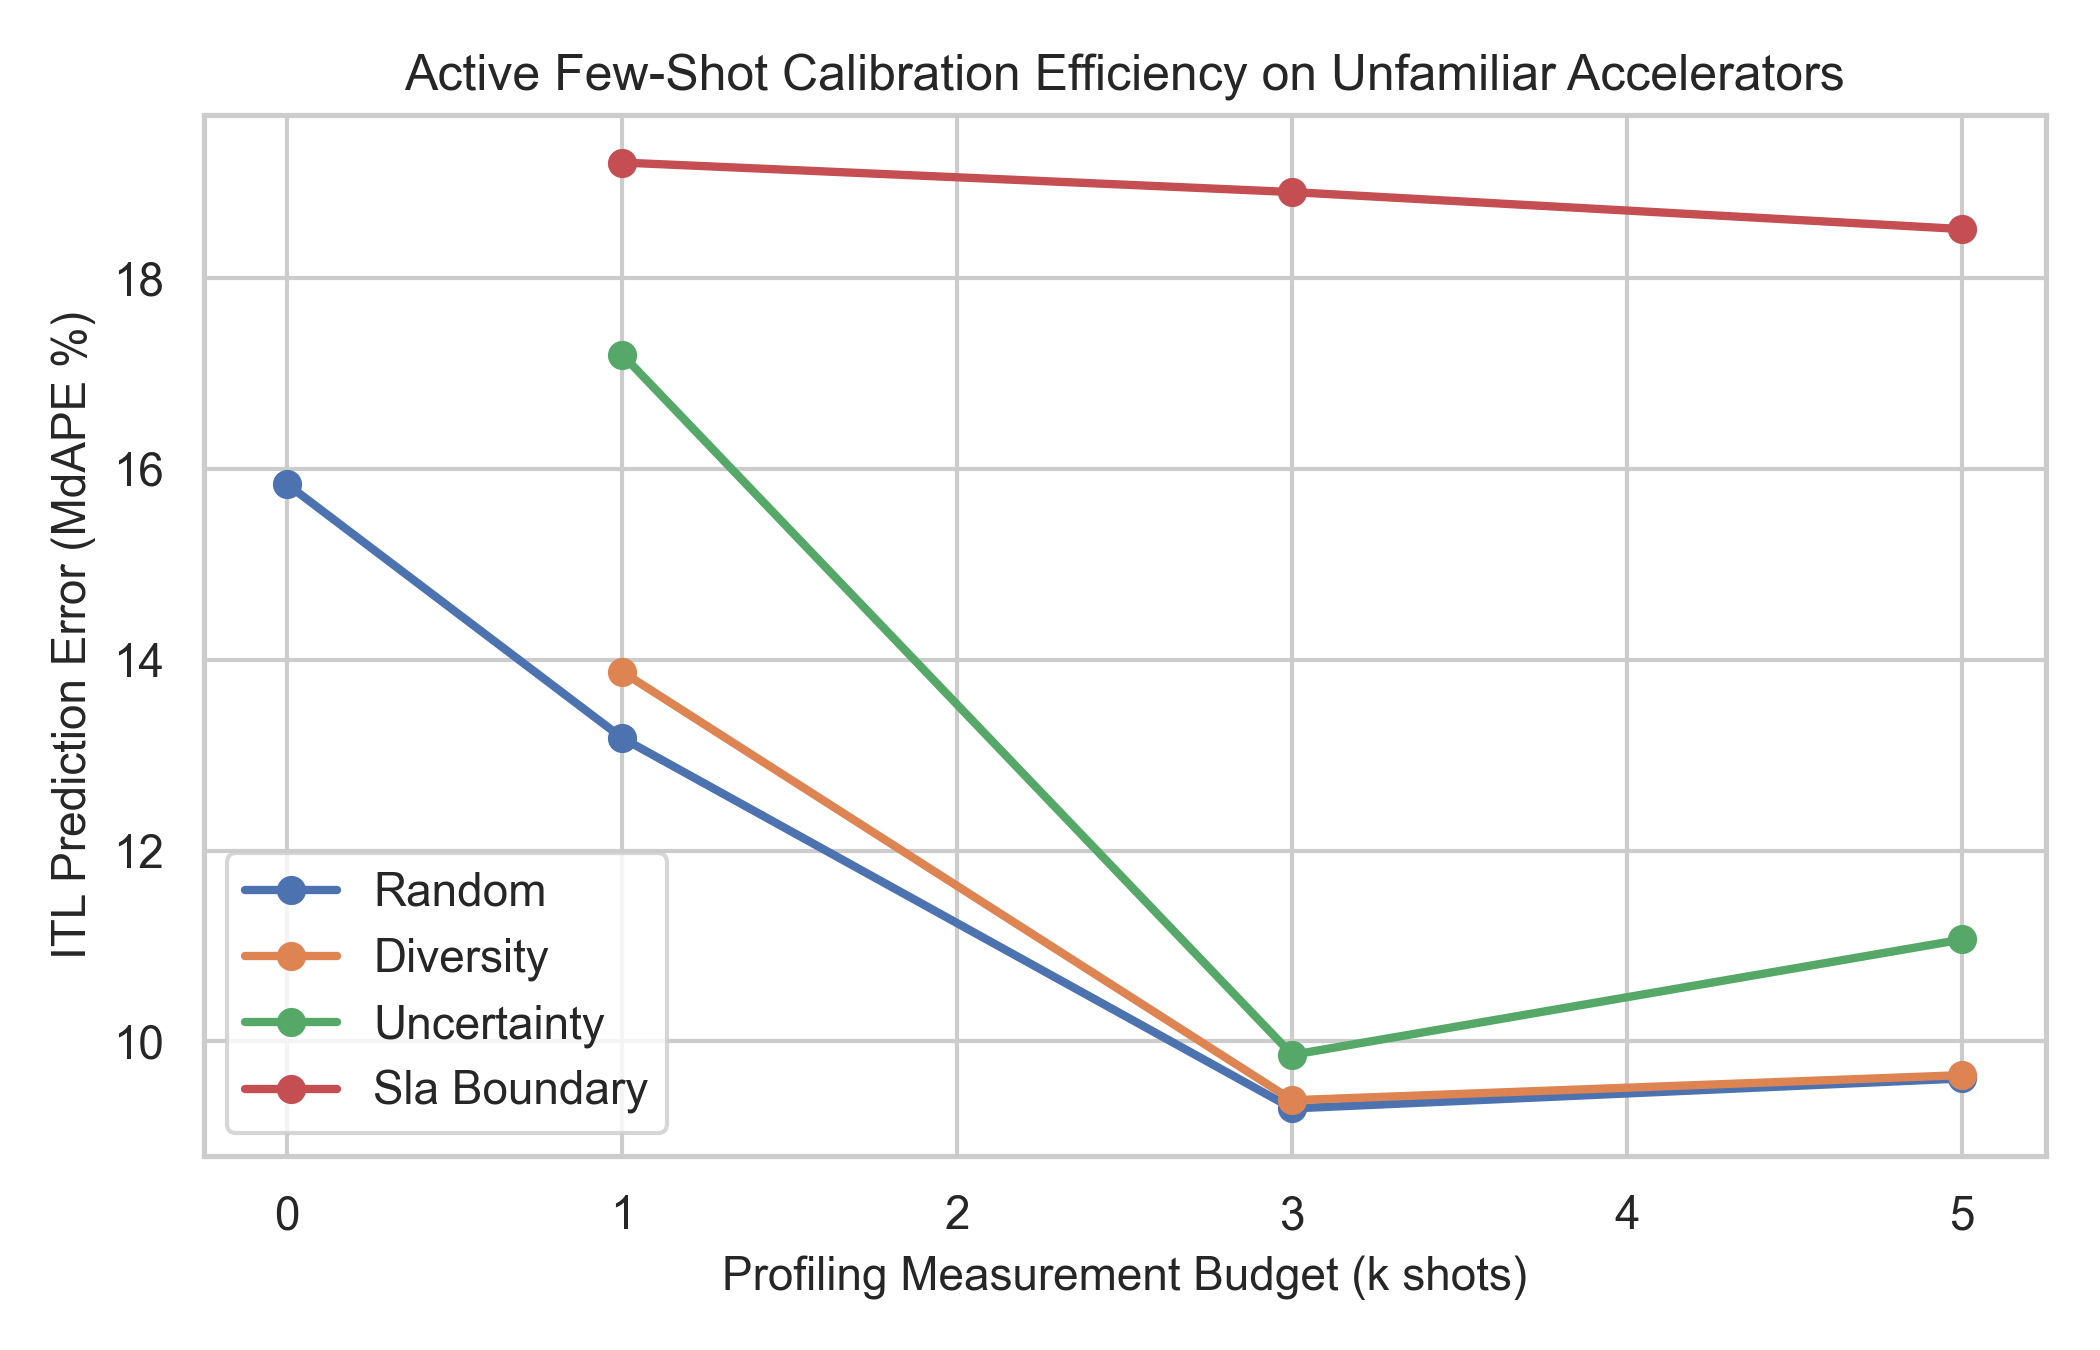 Active Few-Shot Calibration Efficiency on Unfamiliar Accelerators
ITL Prediction Error (MdAPE %)
18
16
14
12
10
Random
Diversity
Uncertainty
Sla Boundary
0 1 2 3 4 5
Profiling Measurement Budget (k shots)